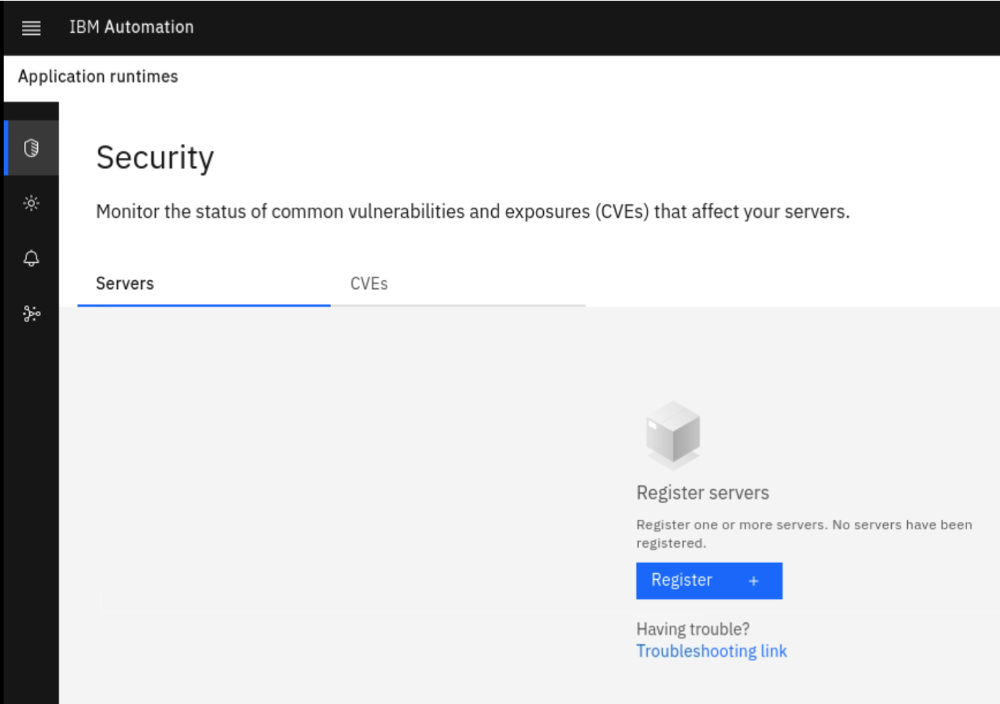 IBM Automation
Application runtimes
Security
Monitor the status of common vulnerabilities and exposures (CVEs) that affect your servers.
Servers
CVEs
Register servers
Register one or more servers. No servers have been
registered.
Register +
Having trouble?
Troubleshooting link